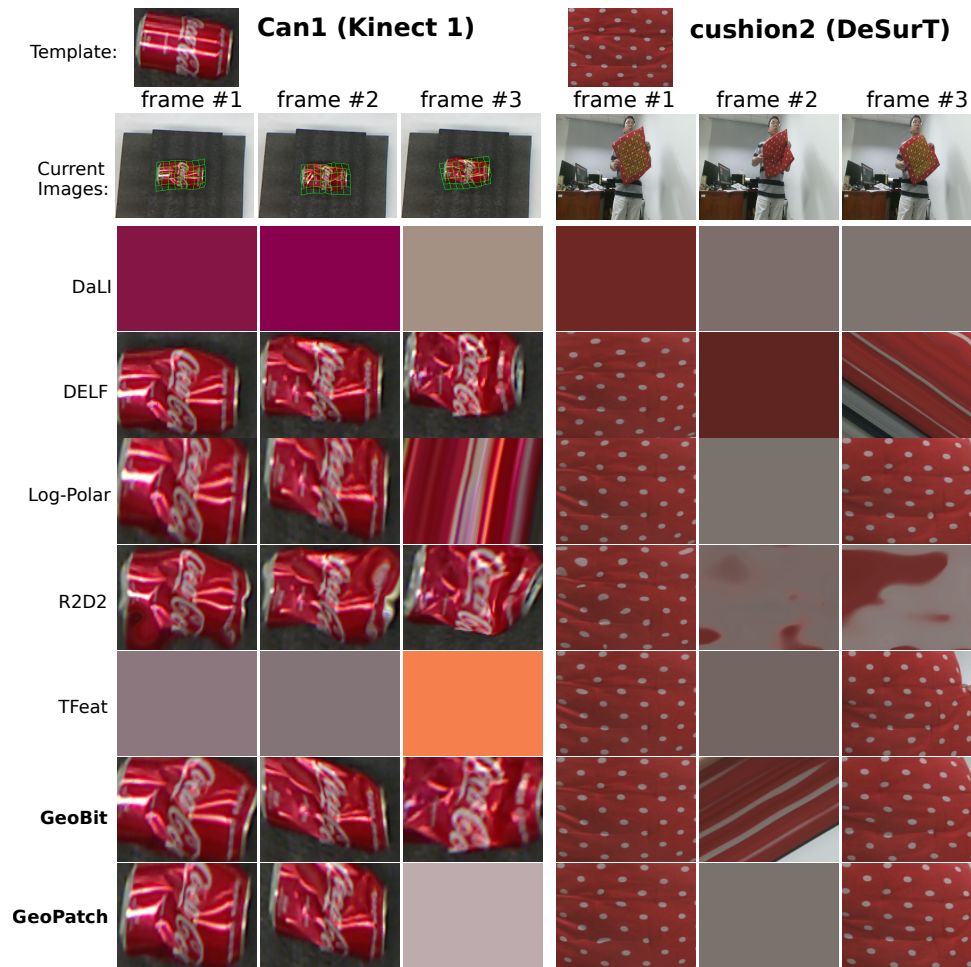 Template:
Can1 (Kinect 1)
cushion2 (DeSurT)
frame #1 frame #2 frame #3 frame #1 frame #2 frame #3
Current
Images:
DaLI
DELF
Log-Polar
R2D2
TFeat
GeoBit
GeoPatch